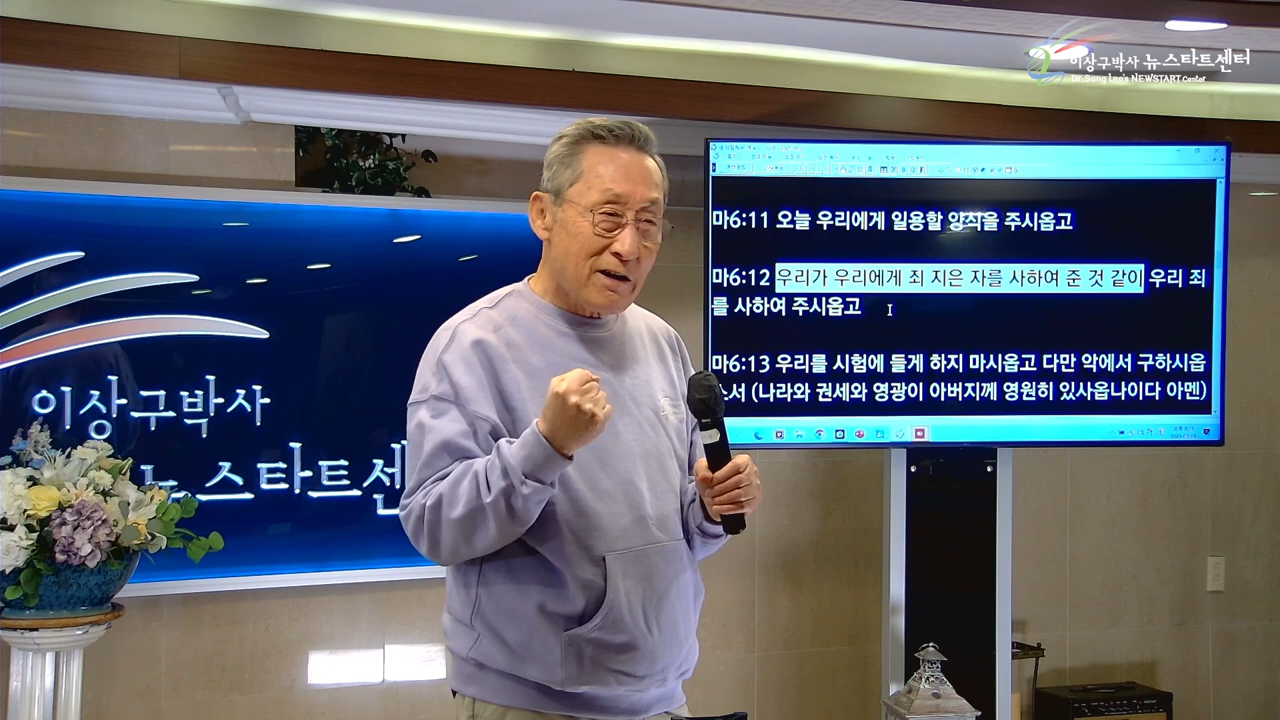 이상구박사 뉴스타트센터
Dr. Sang Lee's NEWSTART Center
마6:11 오늘 우리에게 일용할 양식을 주시옵고
마6:12 우리가 우리에게 죄 지은 자를 사하여 준 것 같이 우리 죄
를 사하여 주시옵고
마6:13 우리를 시험에 들게 하지 마시옵고 다만 악에서 구하시옵
소서 (나라와 권세와 영광이 아버지께 영원히 있사옵나이다 아멘)
이상구박사
뉴스타트센